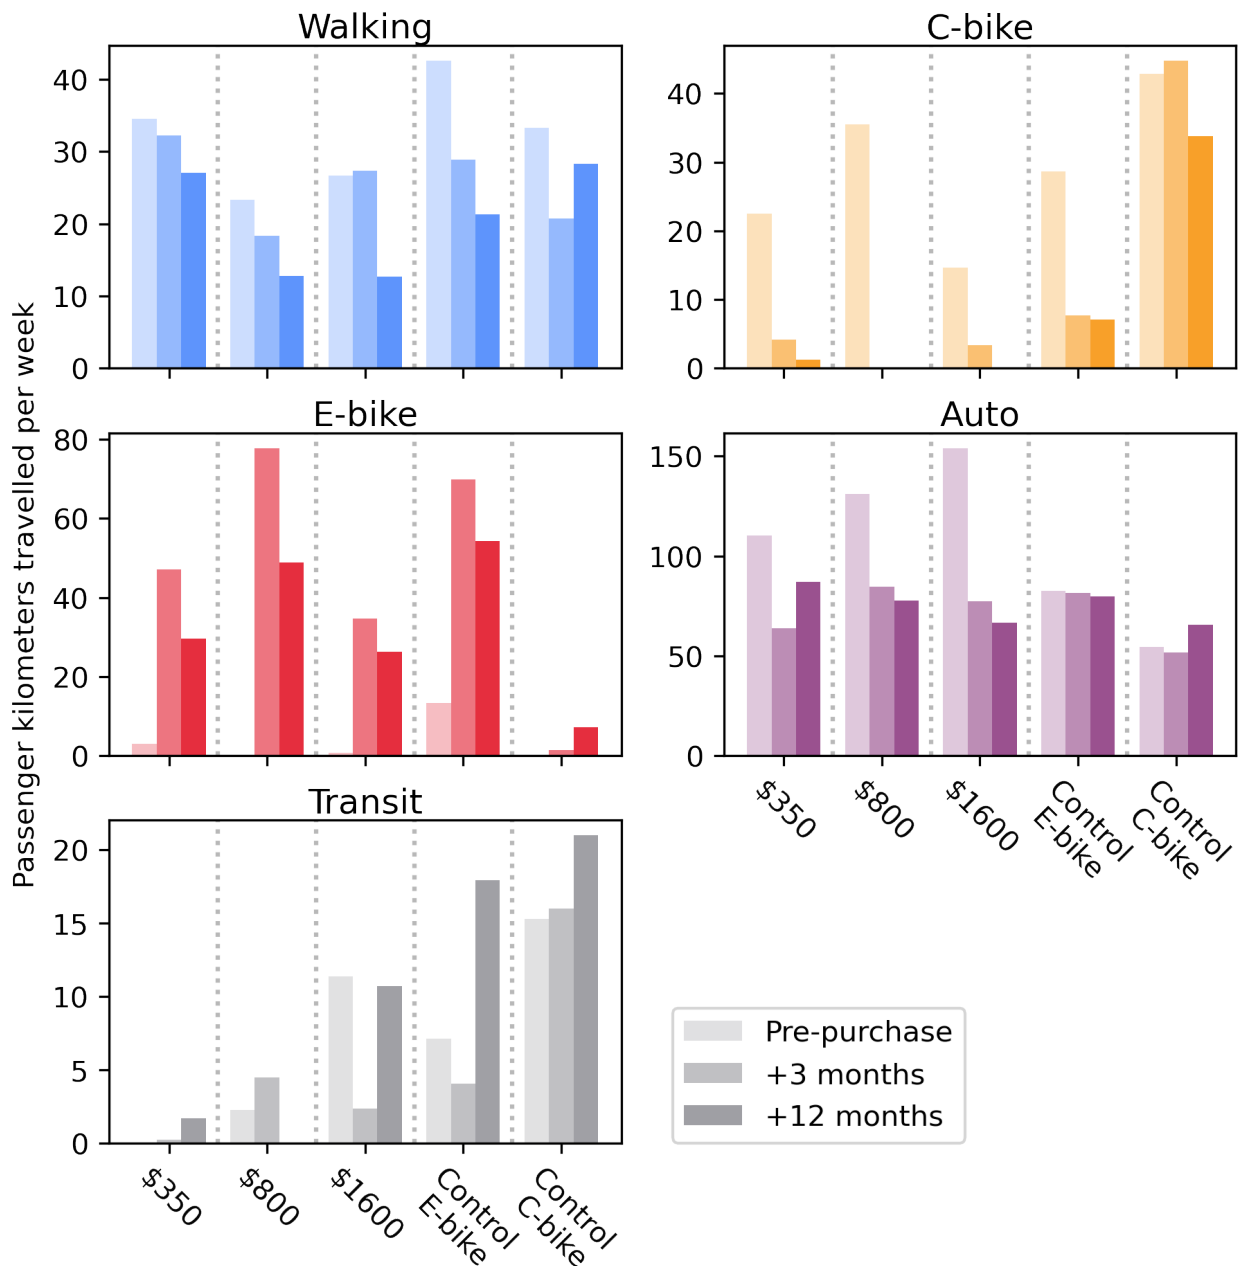 Walking
40
30
20
10
0
C-bike
40
30
20
10
0
Passenger kilometers travelled per week
E-bike
80
60
40
20
0
Auto
150
100
50
0
$350
$800
$1600
Control
E-bike
Control
C-bike
Transit
20
15
10
5
0
$350
$800
$1600
Control
E-bike
Control
C-bike
Pre-purchase
+3 months
+12 months